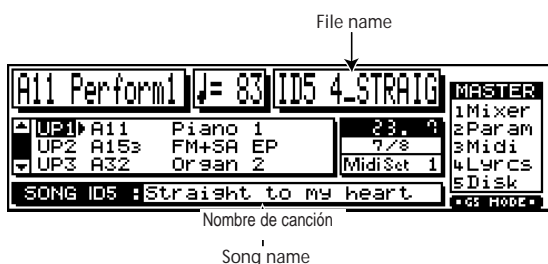 File name
A11 Perform1 ♩= 83 ID5 4_STRAIG
MASTER
1Mixer
2Param
3Midi
4Lyrcs
5Disk
•GS MODE•
UP1 A11 Piano 1
UP2 A153 FM+SA EP
UP3 A32 Organ 2
23. 9
7/8
MidiSet 1
SONG ID5 :Straight to my heart
Nombre de canción
Song name